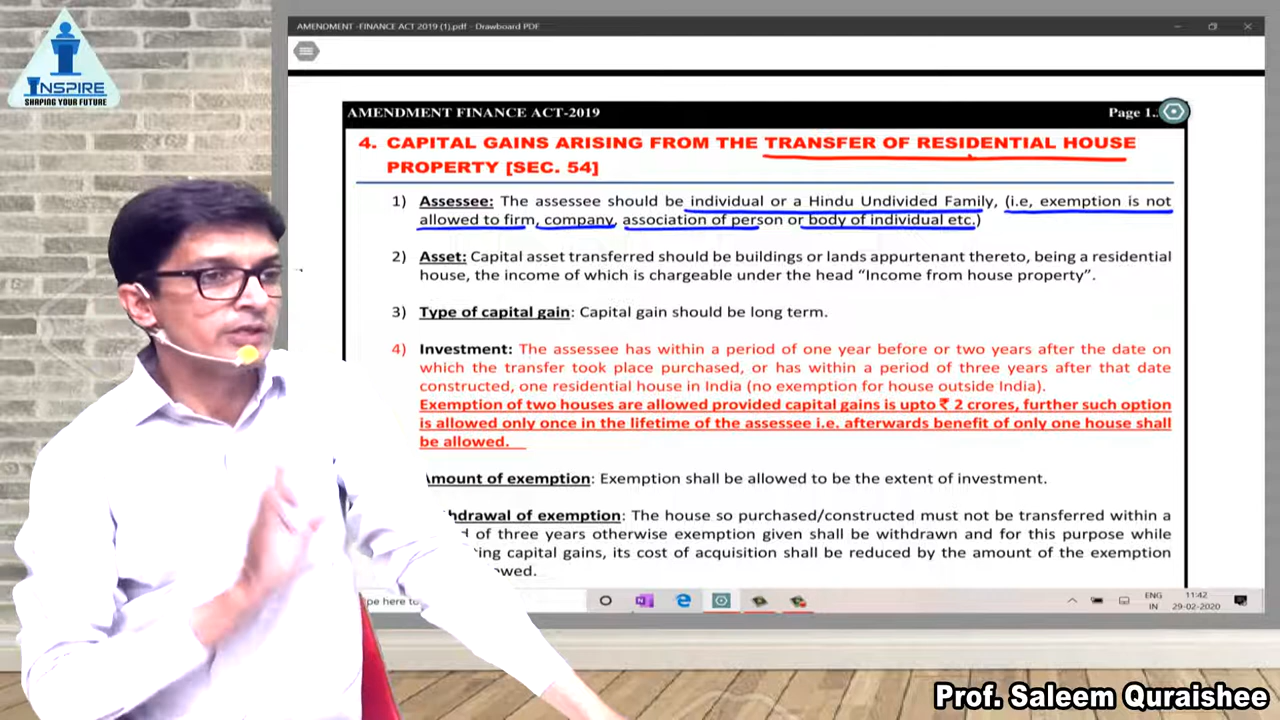 AMENDMENT -FINANCE ACT 2019 (1).pdf - Drawboard PDF
INSPIRE
SHAPING YOUR FUTURE
AMENDMENT FINANCE ACT-2019 Page 1..
4. CAPITAL GAINS ARISING FROM THE TRANSFER OF RESIDENTIAL HOUSE
PROPERTY [SEC. 54]
1) Assessee: The assessee should be individual or a Hindu Undivided Family, (i.e, exemption is not
allowed to firm, company, association of person or body of individual etc.)
2) Asset: Capital asset transferred should be buildings or lands appurtenant thereto, being a residential
house, the income of which is chargeable under the head “Income from house property”.
3) Type of capital gain: Capital gain should be long term.
4) Investment: The assessee has within a period of one year before or two years after the date on
which the transfer took place purchased, or has within a period of three years after that date
constructed, one residential house in India (no exemption for house outside India).
Exemption of two houses are allowed provided capital gains is upto ₹ 2 crores, further such option
is allowed only once in the lifetime of the assessee i.e. afterwards benefit of only one house shall
be allowed.
Amount of exemption: Exemption shall be allowed to be the extent of investment.
hdrawal of exemption: The house so purchased/constructed must not be transferred within a
d of three years otherwise exemption given shall be withdrawn and for this purpose while
ting capital gains, its cost of acquisition shall be reduced by the amount of the exemption
owed.
pe here to
ENG
IN
11:42
29-02-2020
Prof. Saleem Quraishee